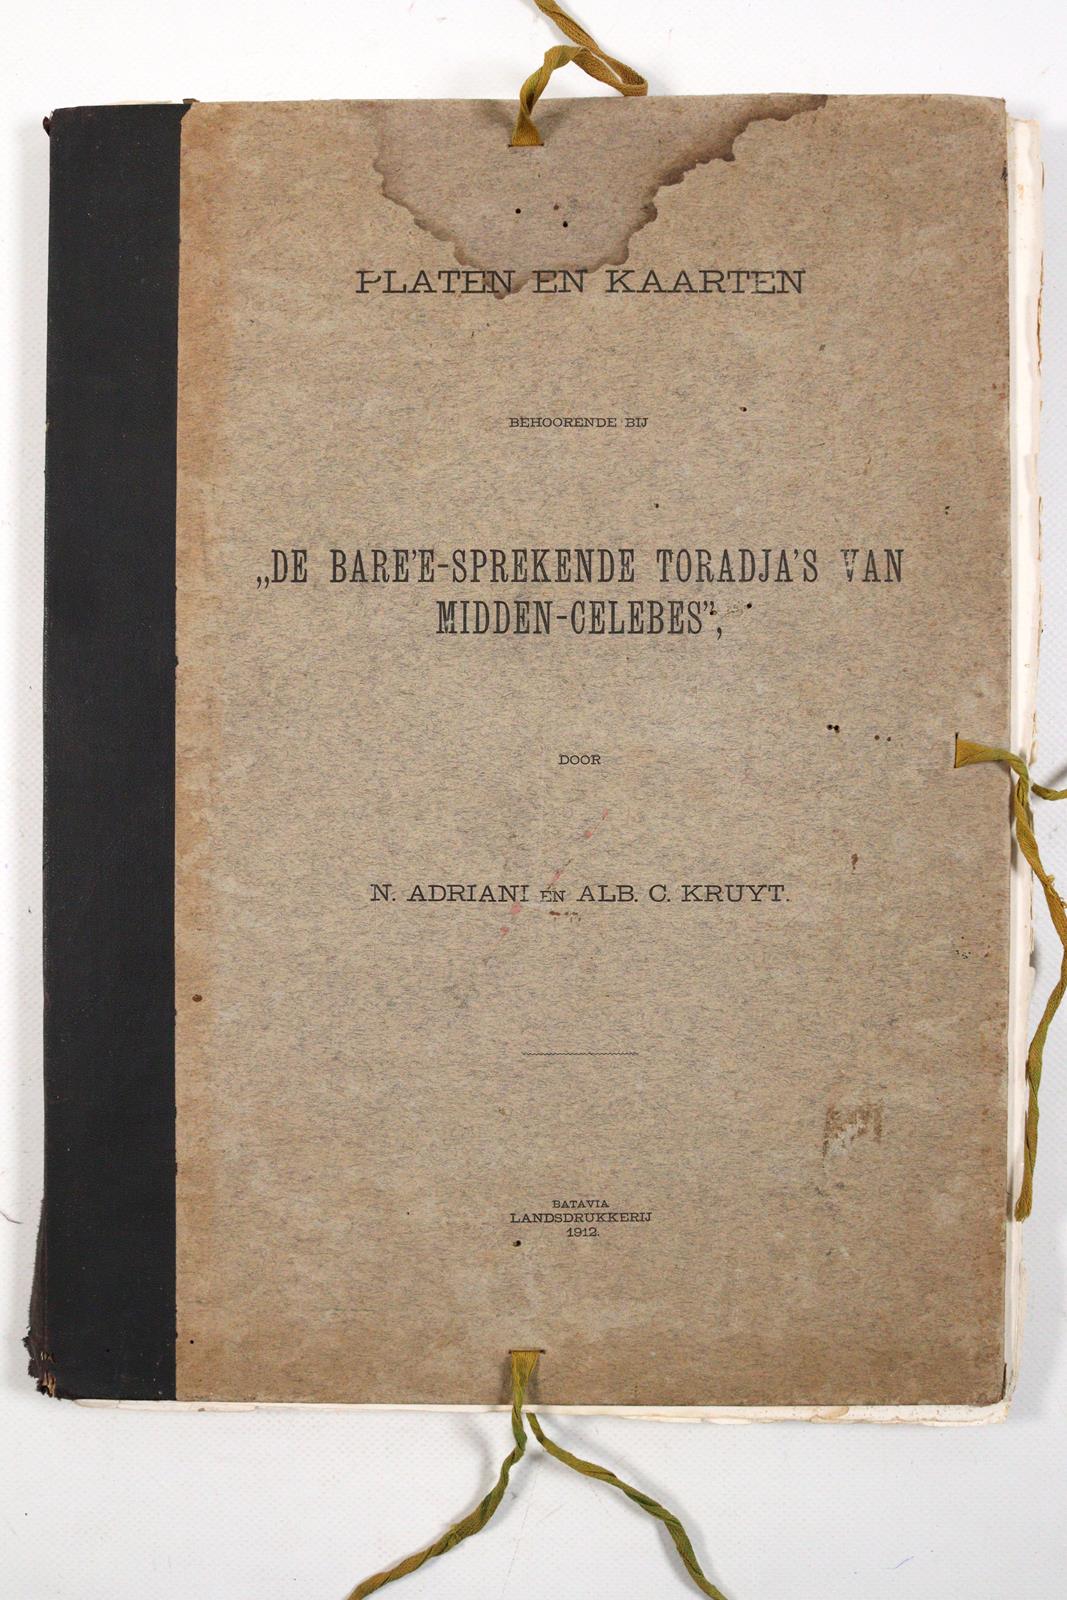 PLATEN EN KAARTEN
BEHOORENDE BIJ
„DE BARE'E-SPREKENDE TORADJA'S VAN
MIDDEN-CELEBES",
DOOR
N. ADRIANI EN ALB. C. KRUYT.
BATAVIA
LANDSDRUKKERIJ
1912.